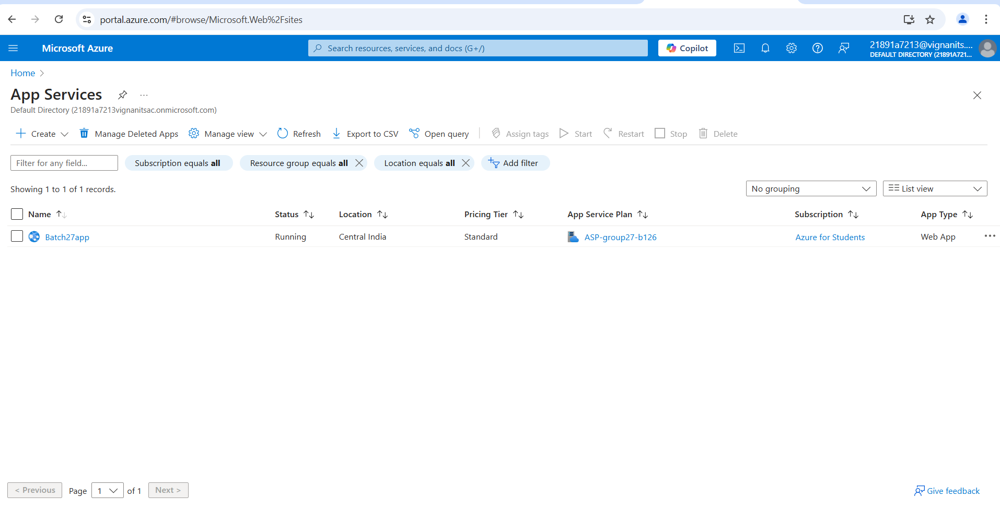 portal.azure.com/#browse/Microsoft.Web%2Fsites
Microsoft Azure
Search resources, services, and docs (G+/)
Copilot
21891a7213@vignanits....
DEFAULT DIRECTORY (21891A721...
Home
App Services
Default Directory (21891a7213vignanitsac.onmicrosoft.com)
Create Manage Deleted Apps Manage view Refresh Export to CSV Open query Assign tags Start Restart Stop Delete
Filter for any field... Subscription equals all Resource group equals all Location equals all Add filter
Showing 1 to 1 of 1 records. No grouping List view
Name Status Location Pricing Tier App Service Plan Subscription App Type
Batch27app Running Central India Standard ASP-group27-b126 Azure for Students Web App
< Previous Page 1 of 1 Next > Give feedback